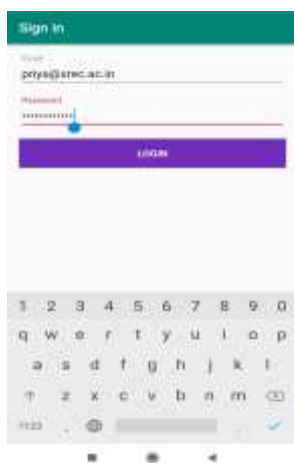 Sign in
Email
priya@srec.ac.in
Password
LOGIN
1 2 3 4 5 6 7 8 9 0
q w e r t y u i o p
a s d f g h j k l
z x c v b n m
?123 , .